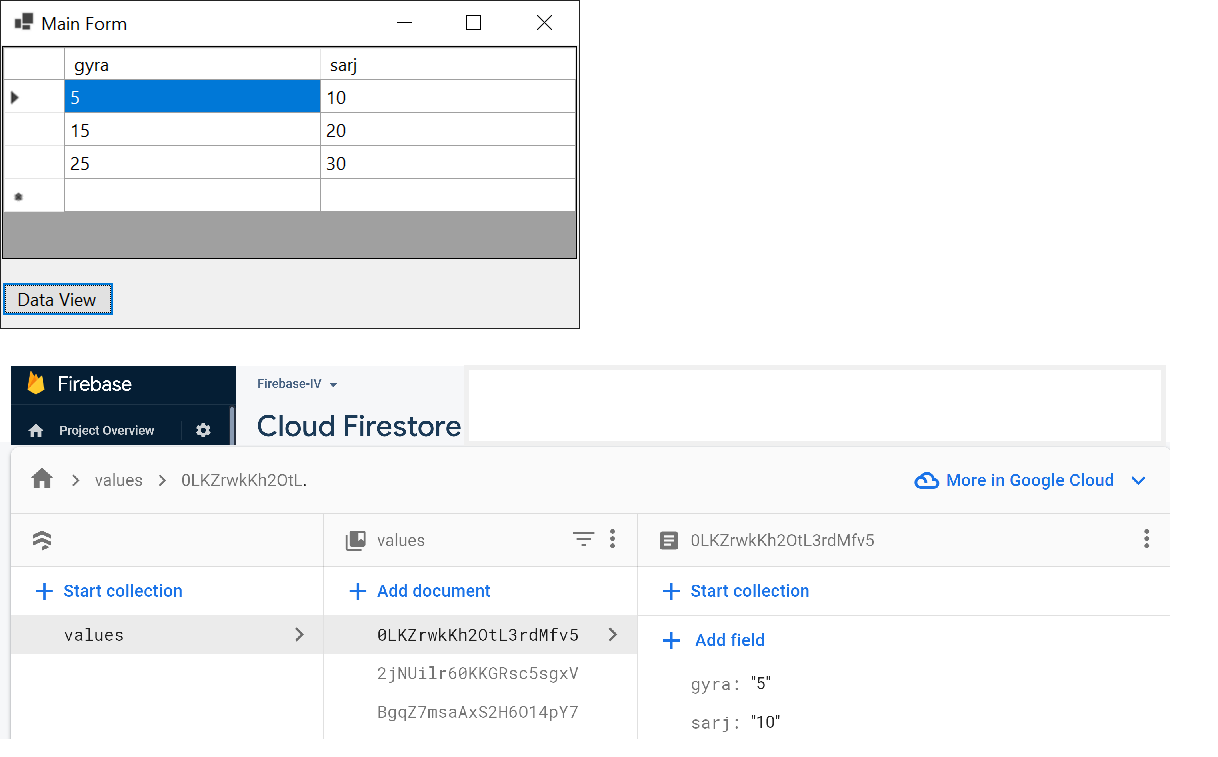 Main Form
gyra sarj
5 10
15 20
25 30
Data View
Firebase
Firebase-IV
Project Overview
Cloud Firestore
values 0LKZrwkKh2OtL.
More in Google Cloud
values
0LKZrwkKh2OtL3rdMfv5
Start collection
Add document
Start collection
values
0LKZrwkKh2OtL3rdMfv5
Add field
2jNUilr60KKGRsc5sgxV
gyra: "5"
BgqZ7msaAxS2H6O14pY7
sarj: "10"